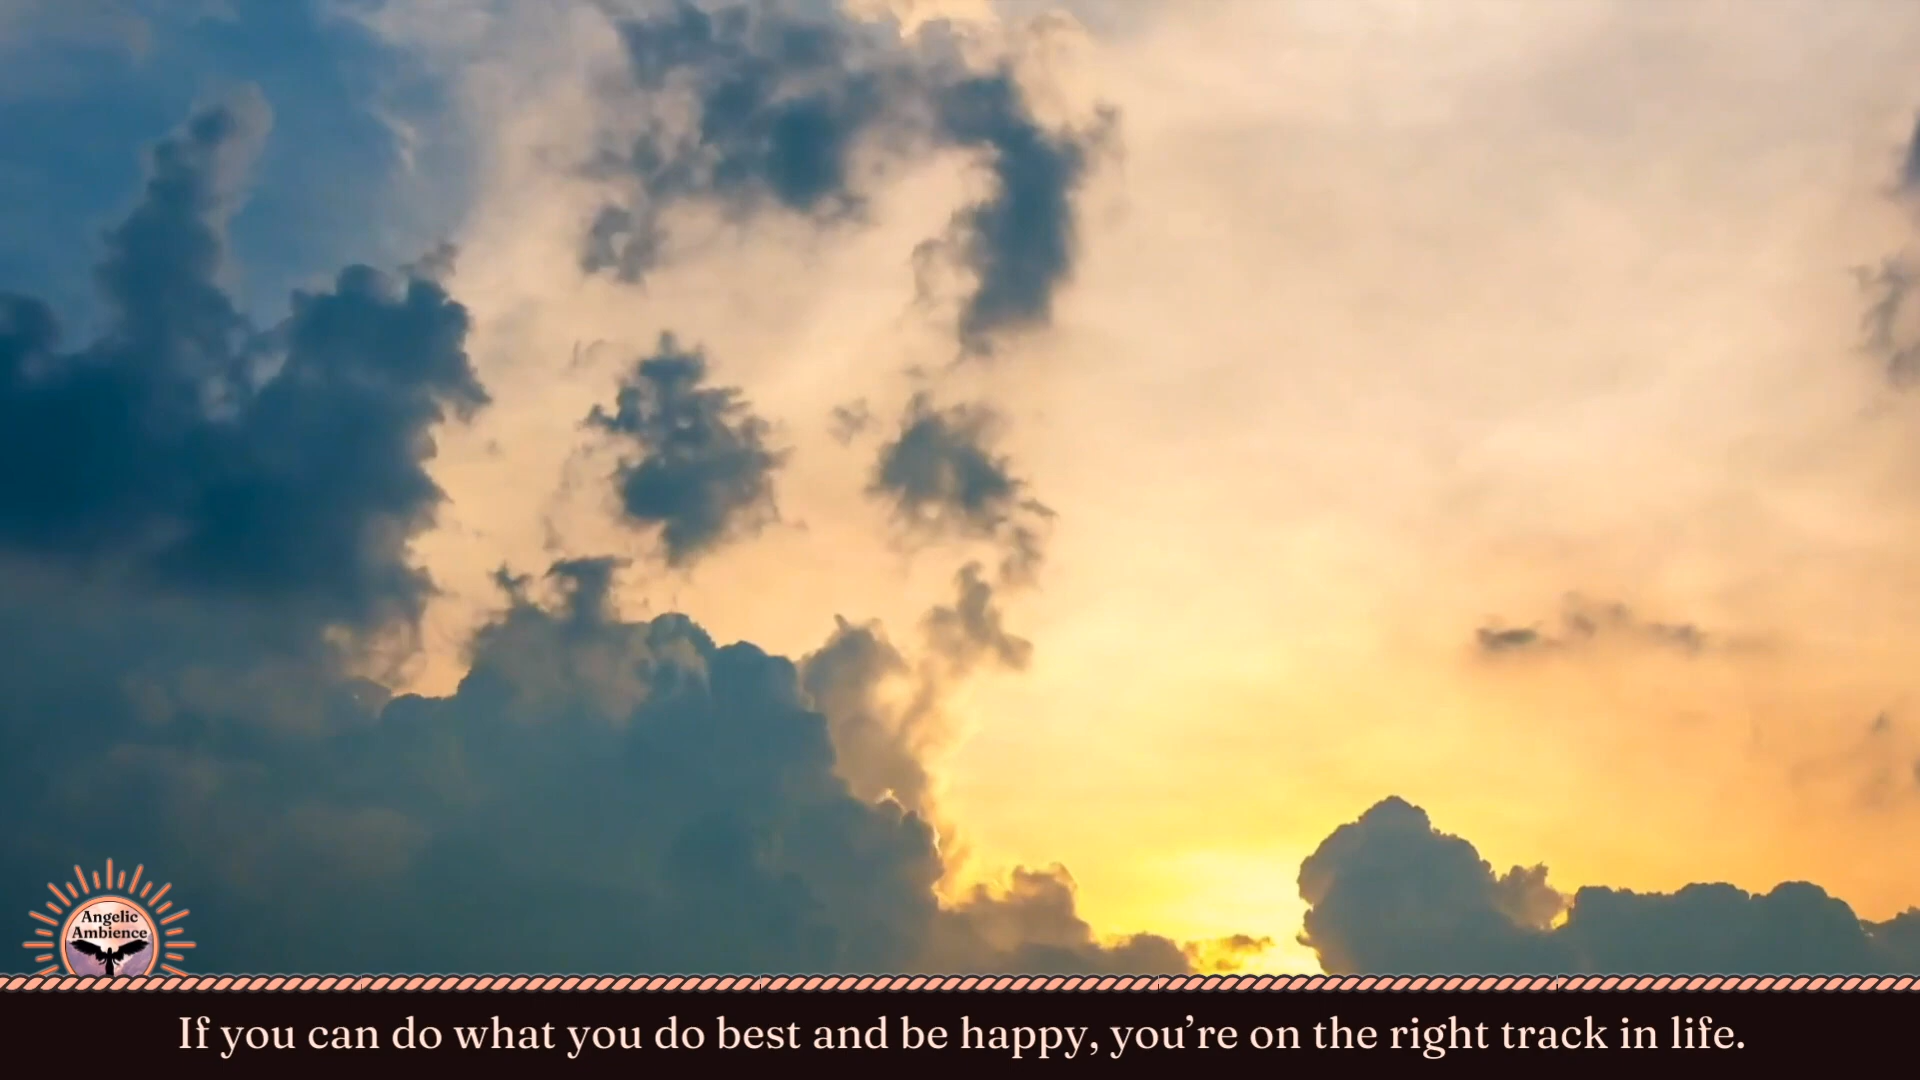 Angelic
Ambience
If you can do what you do best and be happy, you’re on the right track in life.